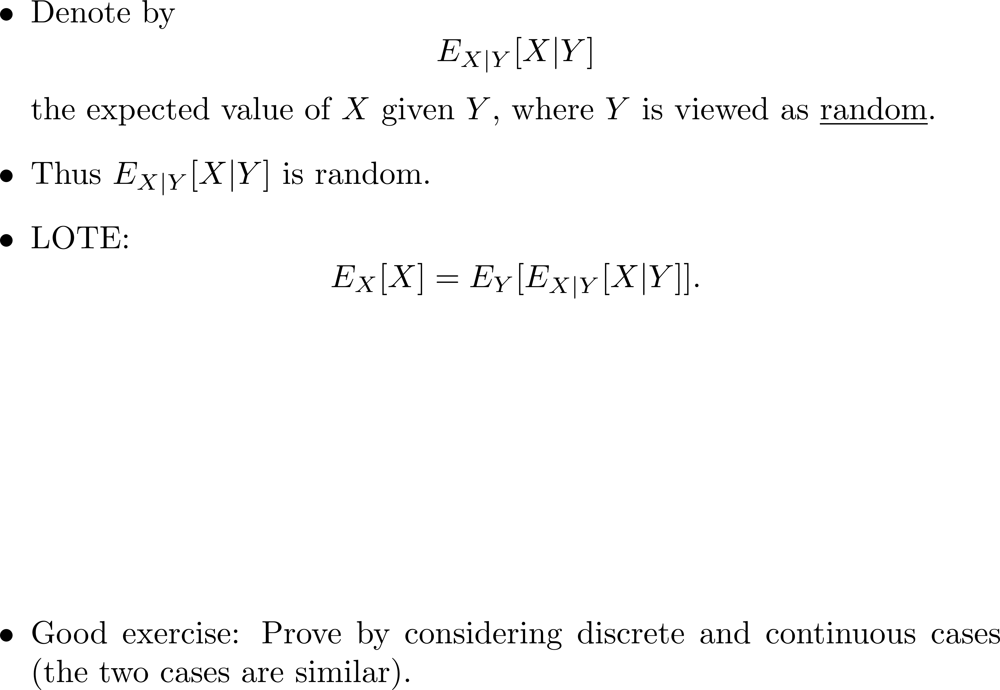 • Denote by
E_{X|Y}[X|Y]
the expected value of X given Y, where Y is viewed as random.
• Thus E_{X|Y}[X|Y] is random.
• LOTE:
E_X[X] = E_Y[E_{X|Y}[X|Y]].
• Good exercise: Prove by considering discrete and continuous cases
(the two cases are similar).